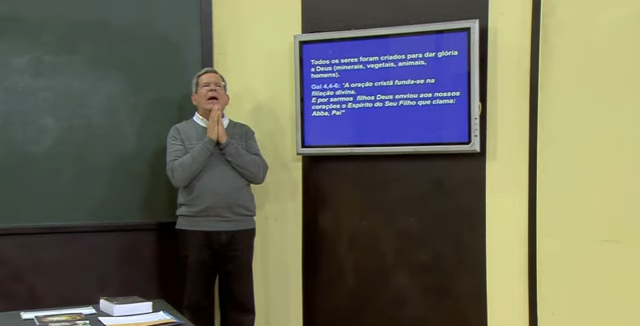 Todos os seres foram criados para dar glória
a Deus (minerais, vegetais, animais,
homens).
Gal 4,4-6: "A oração cristã funda-se na
filiação divina.
E por sermos filhos Deus enviou aos nossos
corações o Espírito do Seu Filho que clama:
Abba, Pai"